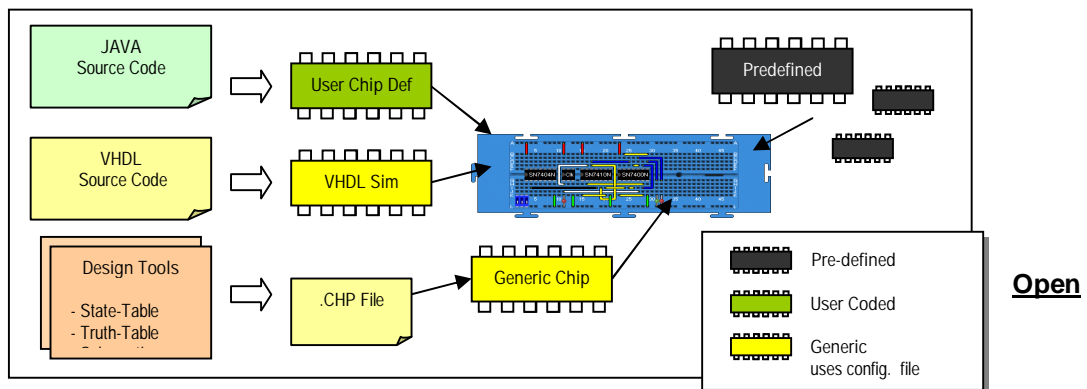 JAVA
Source Code
User Chip Def
Predefined
VHDL
Source Code
VHDL Sim
SN7404N
Clk
SN7410N
SN7400N
Design Tools
- State-Table
- Truth-Table
.CHP File
Generic Chip
Pre-defined
User Coded
Generic
uses config. file
Open